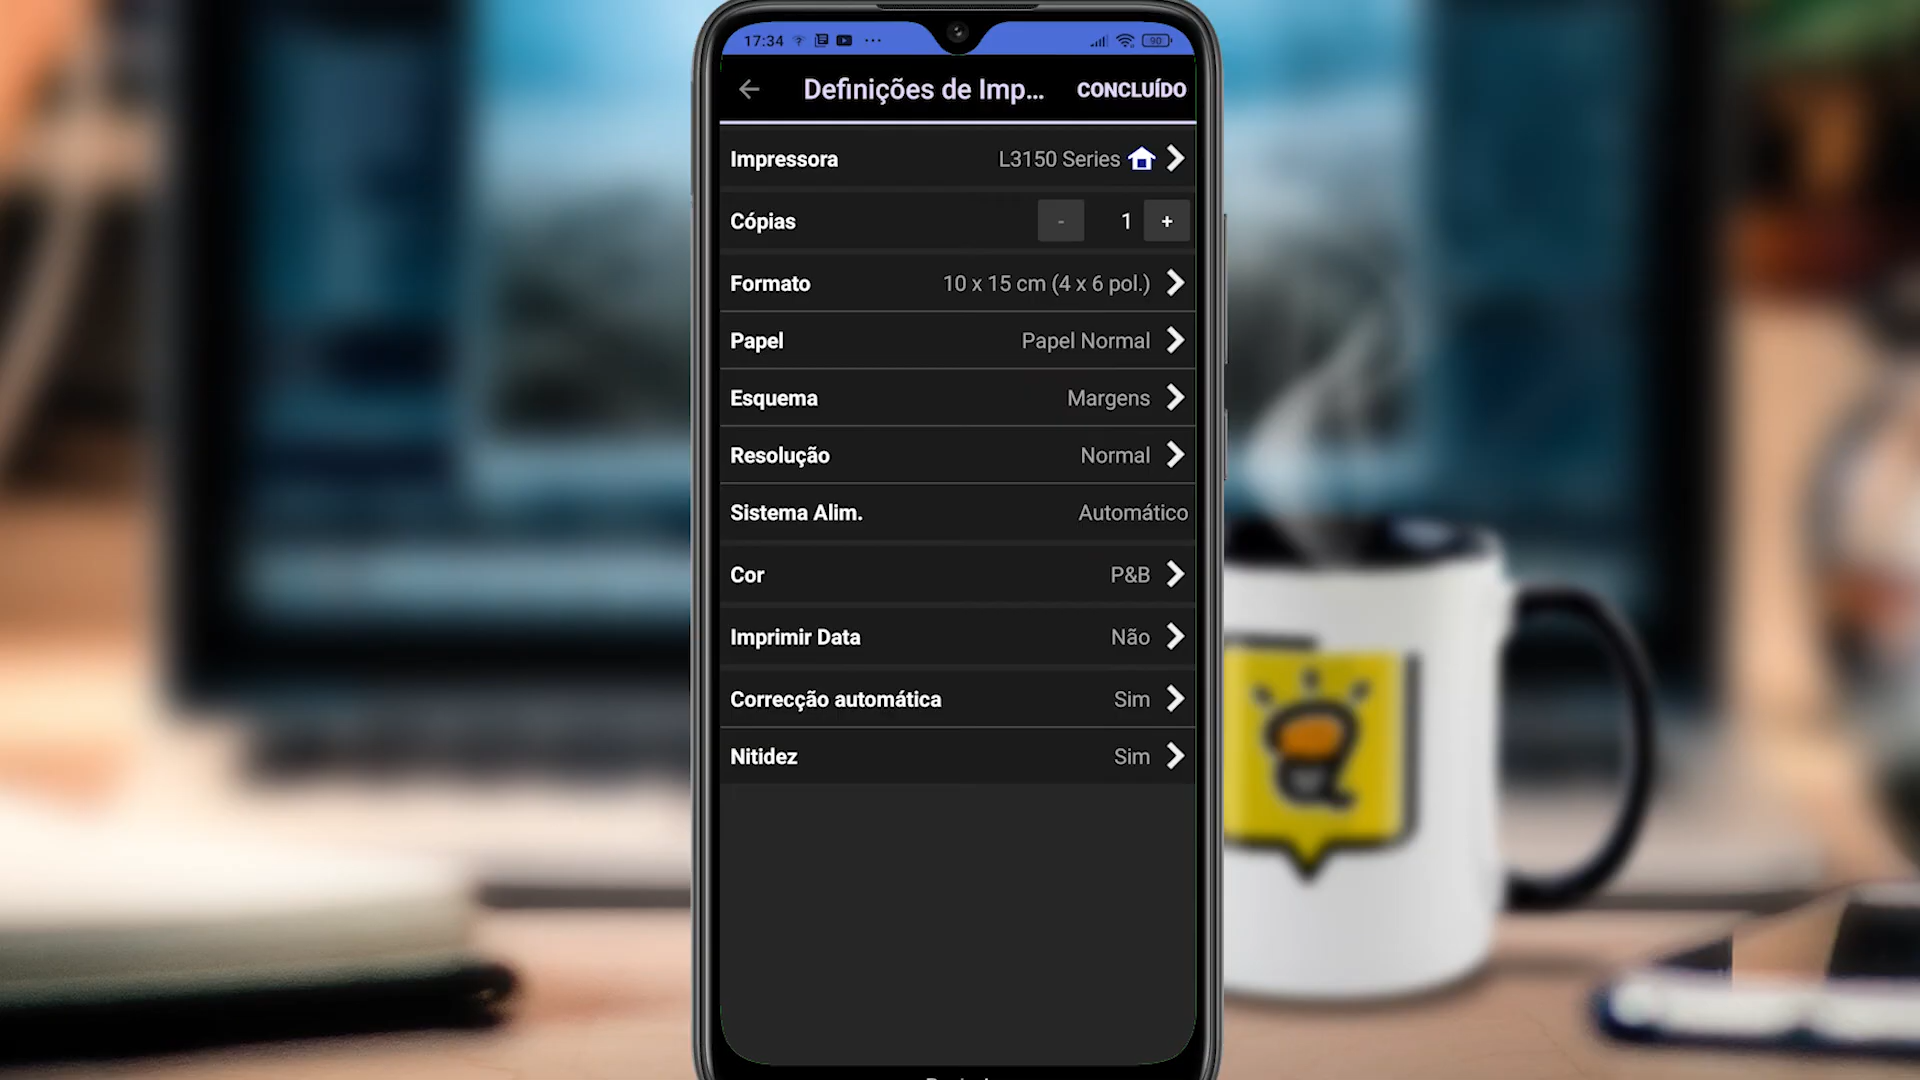 17:34
90
Definições de Imp...
CONCLUÍDO
Impressora
L3150 Series
Cópias
-
1
+
Formato
10 x 15 cm (4 x 6 pol.)
Papel
Papel Normal
Esquema
Margens
Resolução
Normal
Sistema Alim.
Automático
Cor
P&B
Imprimir Data
Não
Correcção automática
Sim
Nitidez
Sim